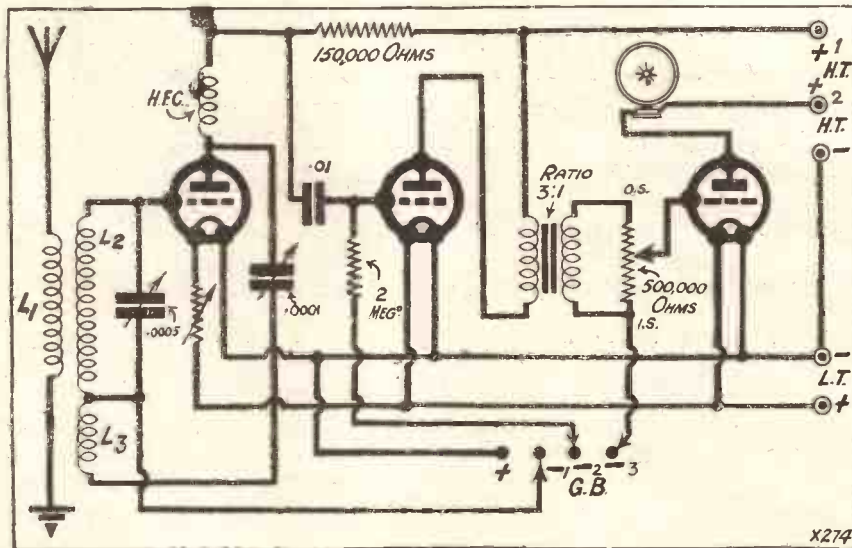 150,000 OHMS
+ 1
H.T.
+ 2
H.T.
-
H.F.C.
.01
RATIO
3:1
O.S.
L2
L1
.0005
.0001
2
MEGº
500,000
OHMS
I.S.
-
L.T.
+
L3
+
-1
-2
-3
G.B.
X274